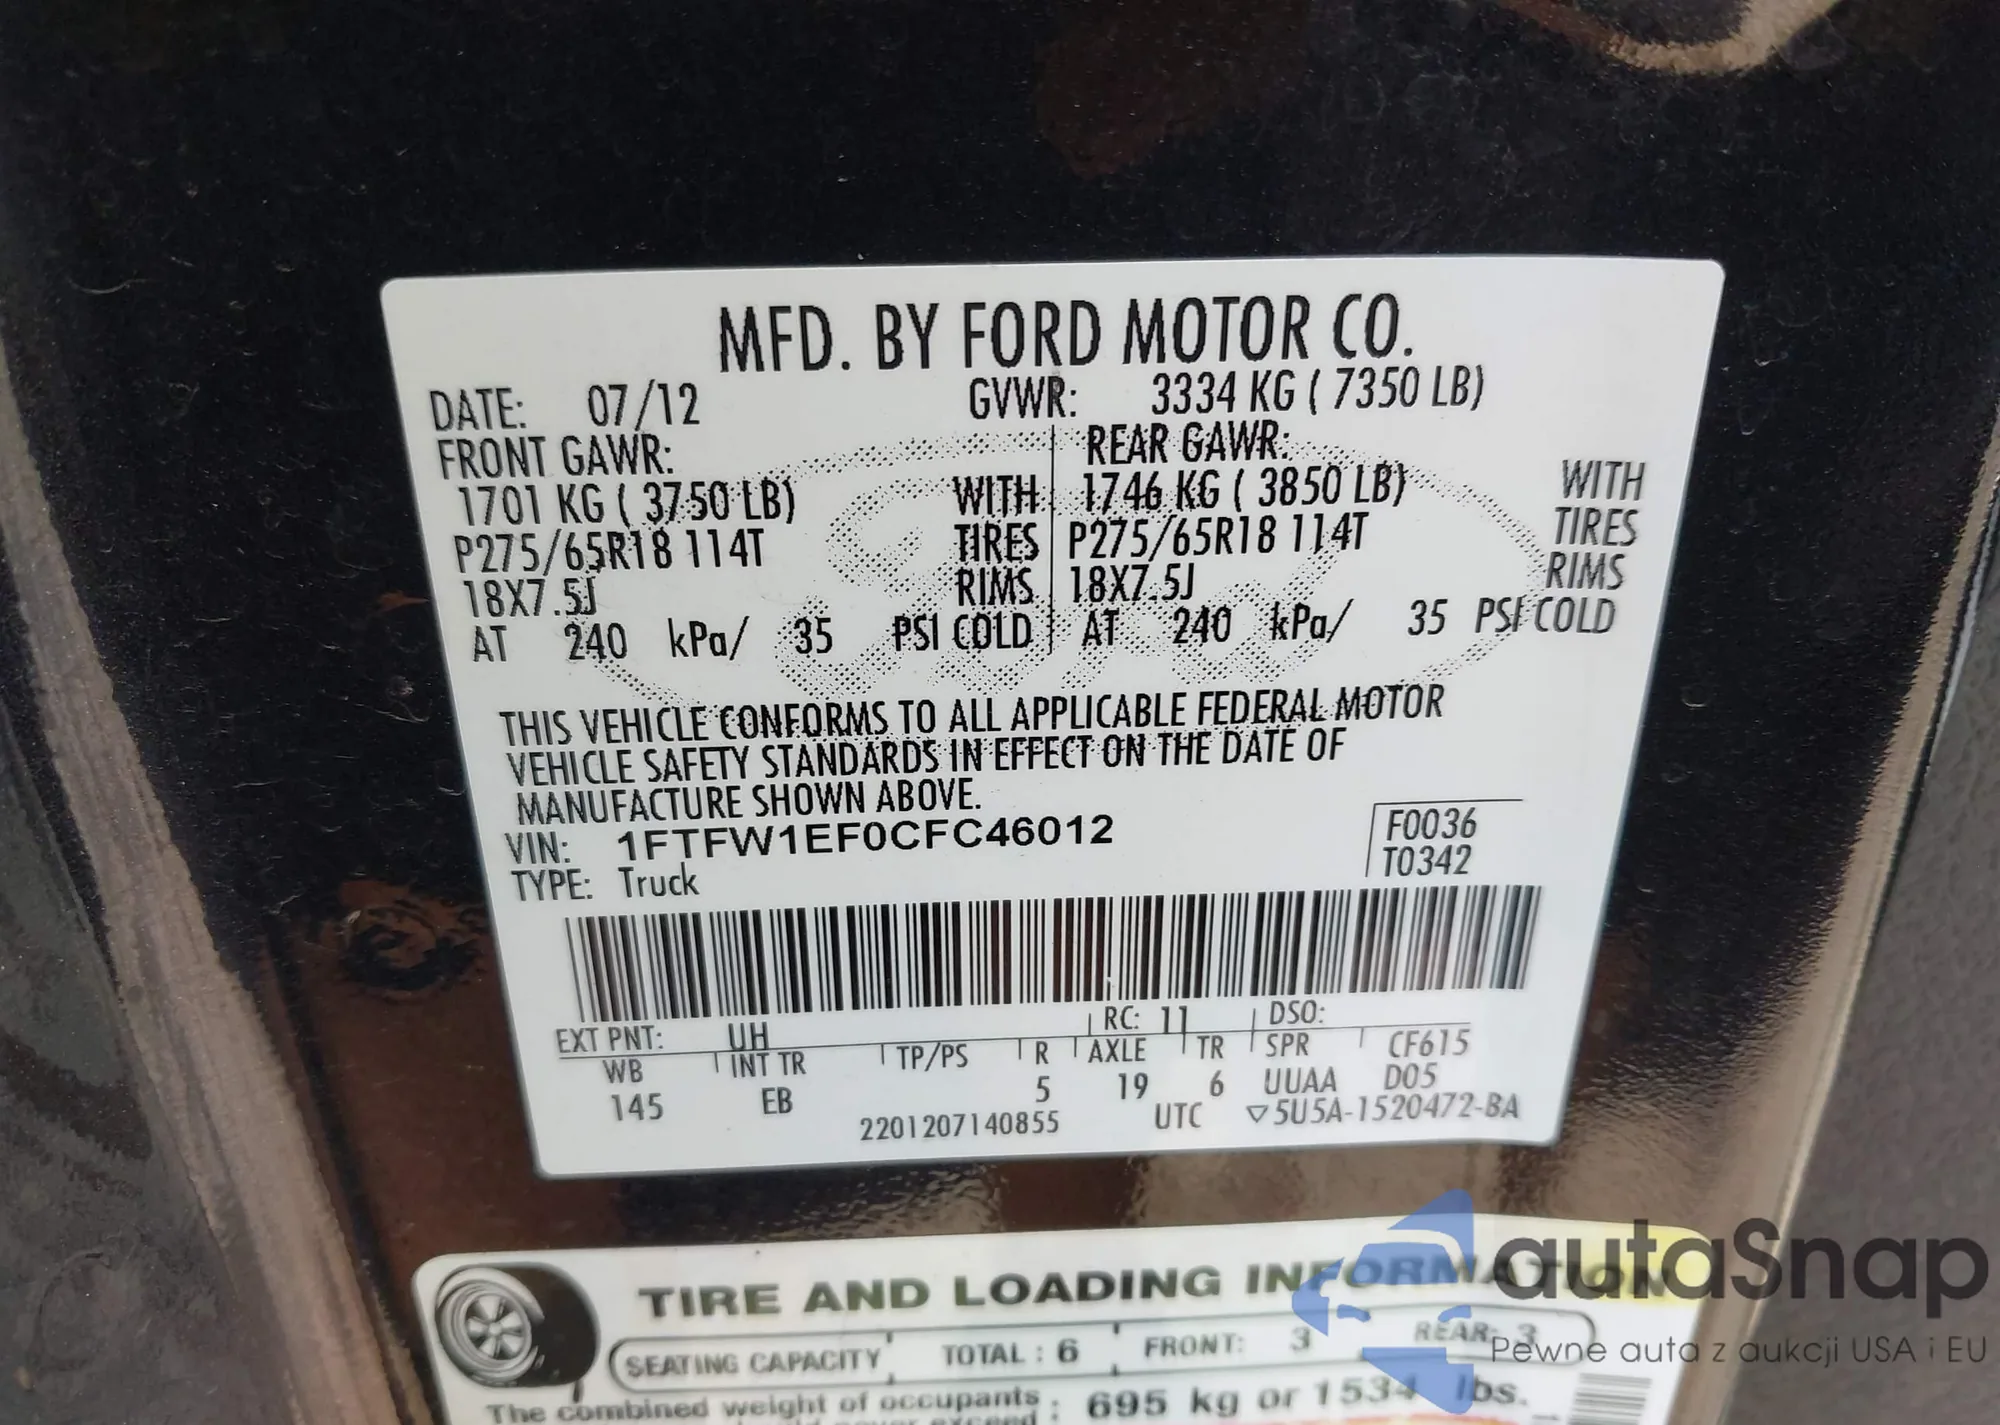 MFD. BY FORD MOTOR CO.
DATE: 07/12 GVWR: 3334 KG ( 7350 LB)
FRONT GAWR: REAR GAWR:
1701 KG ( 3750 LB) WITH 1746 KG ( 3850 LB) WITH
P275/65R18 114T TIRES P275/65R18 114T TIRES
18X7.5J RIMS 18X7.5J RIMS
AT 240 kPa/ 35 PSI COLD AT 240 kPa/ 35 PSI COLD
THIS VEHICLE CONFORMS TO ALL APPLICABLE FEDERAL MOTOR
VEHICLE SAFETY STANDARDS IN EFFECT ON THE DATE OF
MANUFACTURE SHOWN ABOVE.
VIN: 1FTFW1EF0CFC46012 F0036
TYPE: Truck T0342
EXT PNT: UH RC: 11 DSO:
WB INT TR TP/PS R AXLE TR SPR CF615
145 EB 5 19 6 UUAA D05
2201207140855 UTC ▽5U5A-1520472-BA
TIRE AND LOADING INFORMATION
SEATING CAPACITY TOTAL : 6 FRONT: 3 REAR: 3
The combined weight of occupants : 695 kg or 1534 lbs.
autaSnap
Pewne auta z aukcji USA i EU